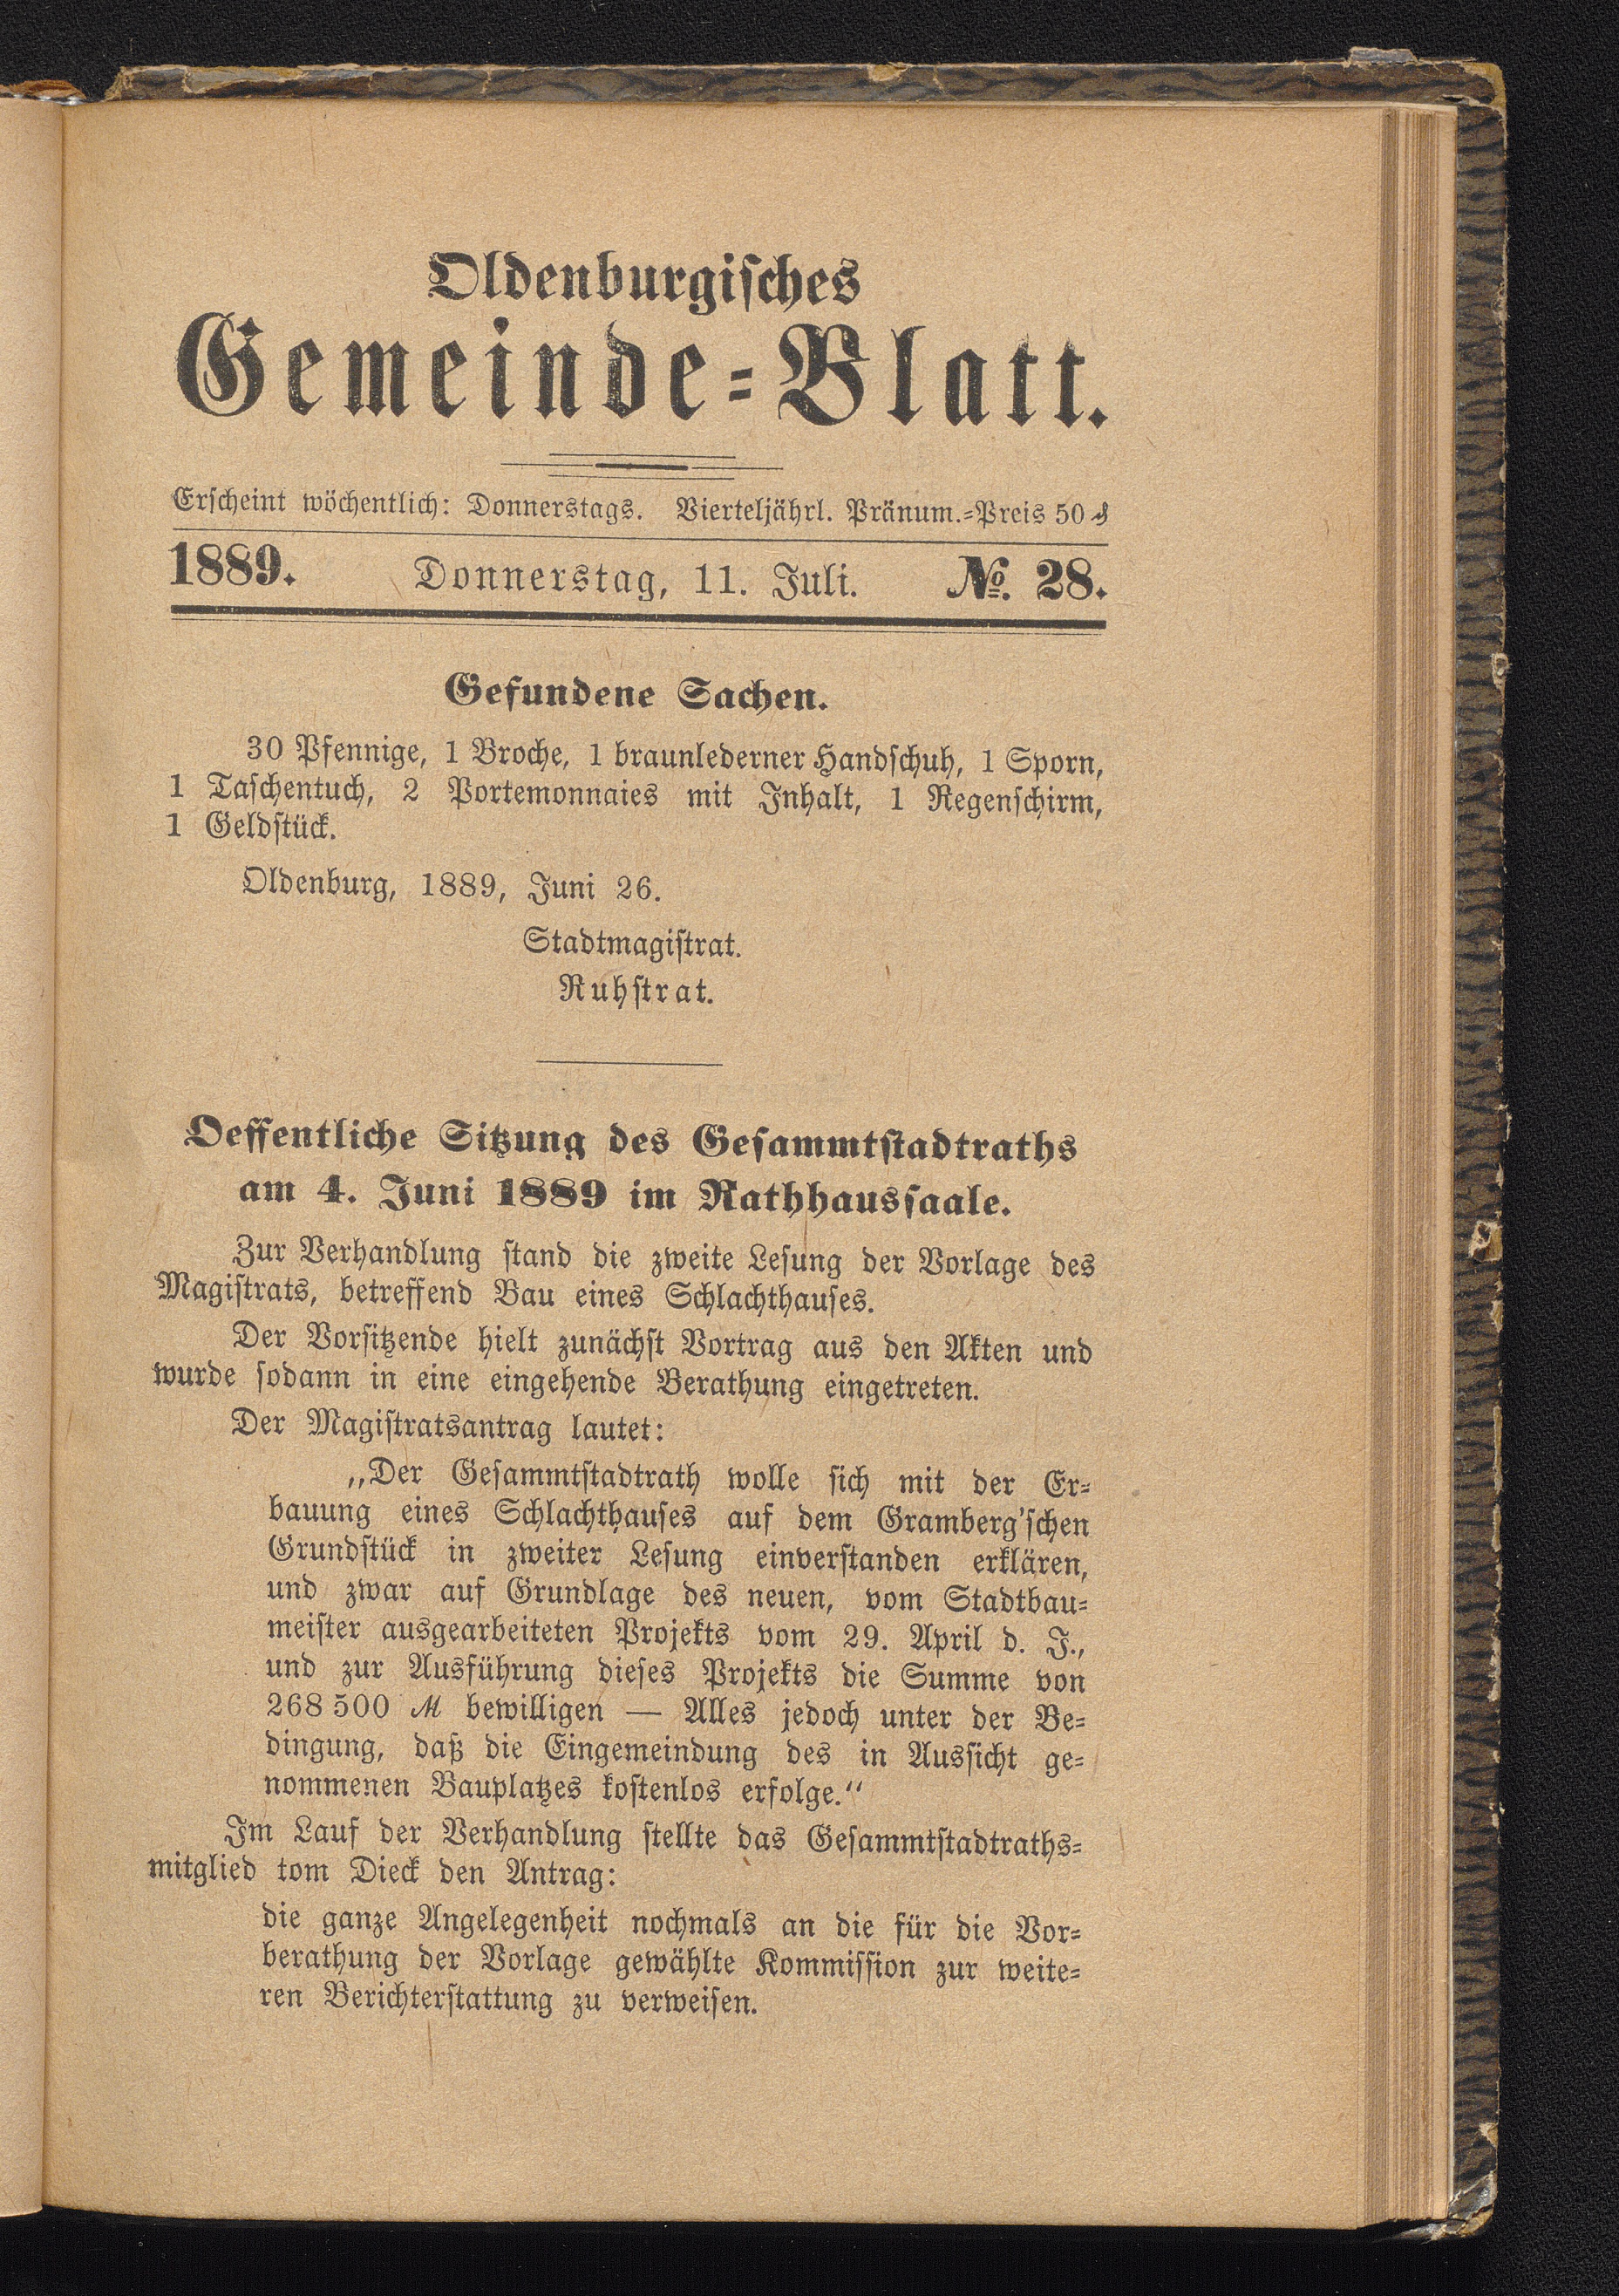 Oldenburgisches
Gemeinde-Blatt.
Erscheint wöchentlich: Donnerstags. Vierteljährl. Pränum.-Preis 50 ₰
1889. Donnerstag, 11. Juli. №. 28.
Gefundene Sachen.
30 Pfennige, 1 Broche, 1 braunlederner Handschuh, 1 Sporn,
1 Taschentuch, 2 Portemonnaies mit Inhalt, 1 Regenschirm,
1 Geldstück.
Oldenburg, 1889, Juni 26.
Stadtmagistrat.
Ruhstrat.
Oeffentliche Sitzung des Gesammtstadtraths
am 4. Juni 1889 im Rathhaussaale.
Zur Verhandlung stand die zweite Lesung der Vorlage des
Magistrats, betreffend Bau eines Schlachthauses.
Der Vorsitzende hielt zunächst Vortrag aus den Akten und
wurde sodann in eine eingehende Berathung eingetreten.
Der Magistratsantrag lautet:
„Der Gesammtstadtrath wolle sich mit der Er-
bauung eines Schlachthauses auf dem Gramberg'schen
Grundstück in zweiter Lesung einverstanden erklären,
und zwar auf Grundlage des neuen, vom Stadtbau-
meister ausgearbeiteten Projekts vom 29. April d. J.,
und zur Ausführung dieses Projekts die Summe von
268 500 ℳ bewilligen — Alles jedoch unter der Be-
dingung, daß die Eingemeindung des in Aussicht ge-
nommenen Bauplatzes kostenlos erfolge.“
Im Lauf der Verhandlung stellte das Gesammtstadtraths-
mitglied tom Dieck den Antrag:
die ganze Angelegenheit nochmals an die für die Vor-
berathung der Vorlage gewählte Kommission zur weite-
ren Berichterstattung zu verweisen.